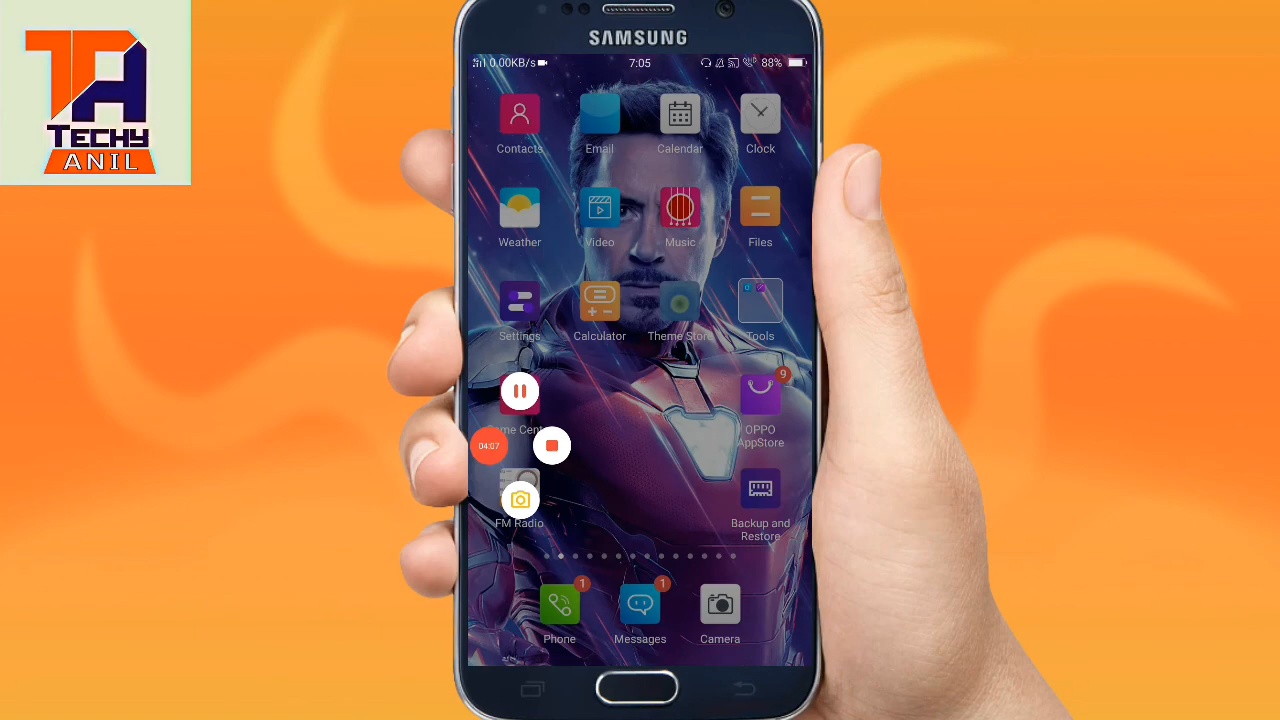 TA
TECHY
ANIL
SAMSUNG
0.00KB/s
7:05
88%
Contacts
Email
Calendar
Clock
Weather
Video
Music
Files
Settings
Calculator
Theme Store
Tools
9
OPPO
AppStore
04:07
FM Radio
Backup and
Restore
1
1
Phone
Messages
Camera